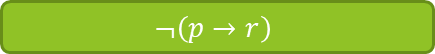 ¬(p → r)